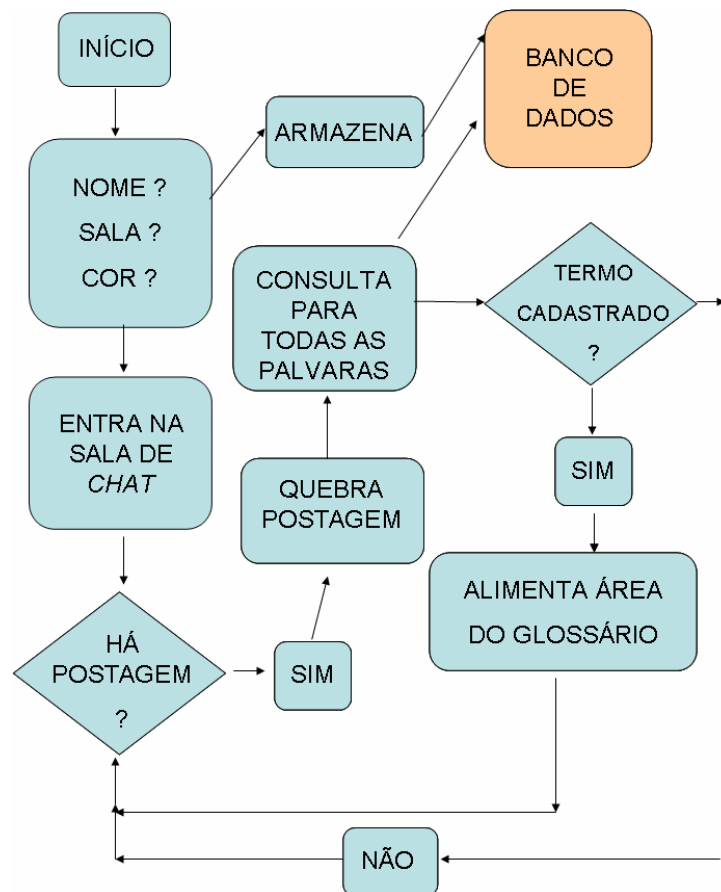 INÍCIO
NOME ?
SALA ?
COR ?
ARMAZENA
BANCO
DE
DADOS
ENTRA NA
SALA DE
CHAT
HÁ
POSTAGEM
?
SIM
QUEBRA
POSTAGEM
CONSULTA
PARA
TODAS AS
PALVARAS
TERMO
CADASTRADO
?
SIM
ALIMENTA ÁREA
DO GLOSSÁRIO
NÃO